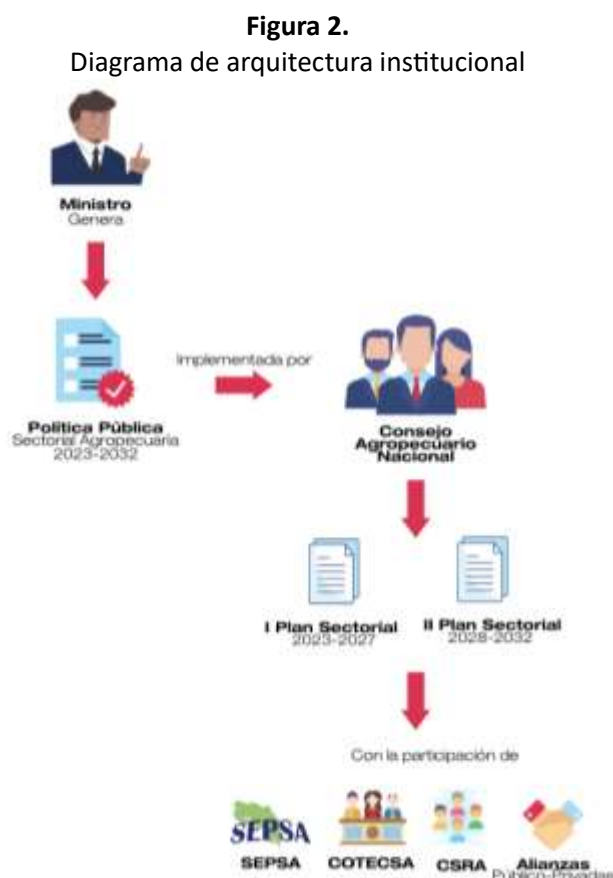 Figura 2.
Diagrama de arquitectura institucional
Ministro
Genera
Implementada por
Política Pública
Sectorial Agropecuaria
2023-2032
Consejo
Agropecuario
Nacional
I Plan Sectorial
2023-2027
II Plan Sectorial
2028-2032
Con la participación de
SEPSA
SEPSA
COTECSA
CSRA
Alianzas
Público-Privadas